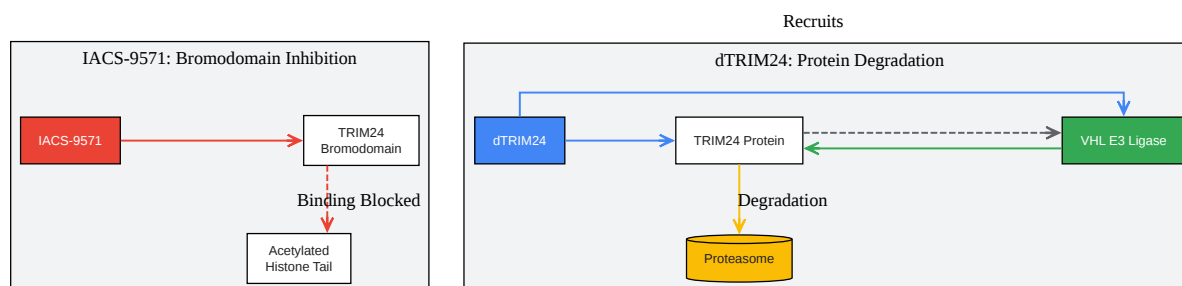 Recruits
IACS-9571: Bromodomain Inhibition
dTRIM24: Protein Degradation
IACS-9571
TRIM24
Bromodomain
dTRIM24
TRIM24 Protein
VHL E3 Ligase
Binding Blocked
Degradation
Acetylated
Histone Tail
Proteasome